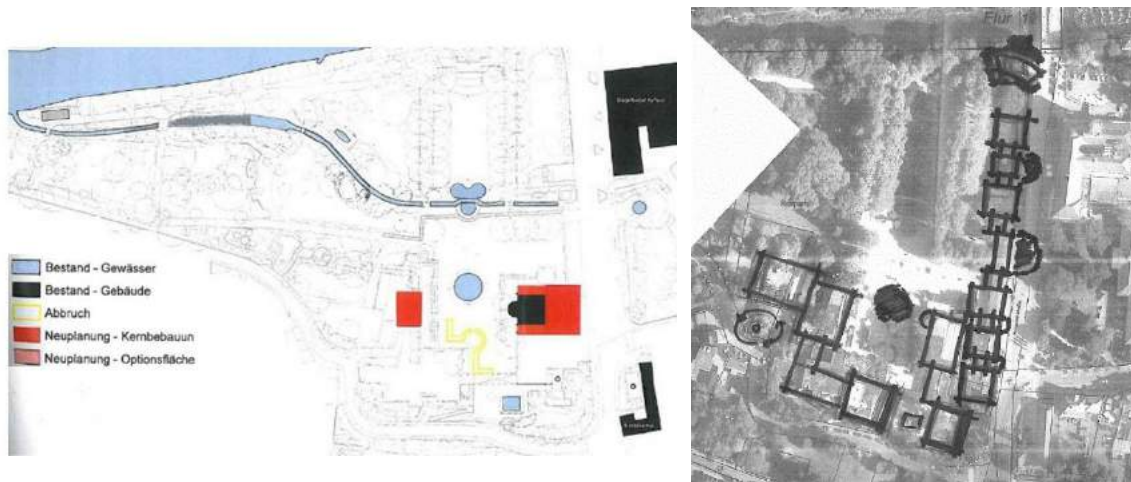 Bestand - Gewässer
Bestand - Gebäude
Abbruch
Neuplanung - Kernbebauun
Neuplanung - Optionsfläche
Flur